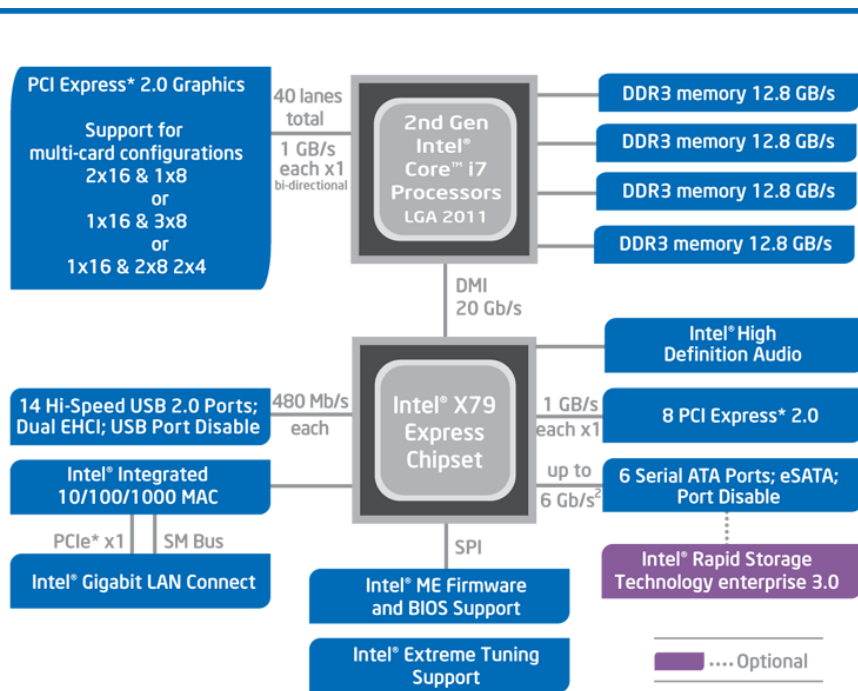 PCI Express* 2.0 Graphics
Support for
multi-card configurations
2x16 & 1x8
or
1x16 & 3x8
or
1x16 & 2x8 2x4
40 lanes
total
1 GB/s
each x1
bi-directional
2nd Gen
Intel®
Core™ i7
Processors
LGA 2011
DDR3 memory 12.8 GB/s
DDR3 memory 12.8 GB/s
DDR3 memory 12.8 GB/s
DDR3 memory 12.8 GB/s
DMI
20 Gb/s
Intel® High
Definition Audio
14 Hi-Speed USB 2.0 Ports;
Dual EHCI; USB Port Disable
480 Mb/s
each
Intel® X79
Express
Chipset
1 GB/s
each x1
8 PCI Express* 2.0
Intel® Integrated
10/100/1000 MAC
up to
6 Gb/s²
6 Serial ATA Ports; eSATA;
Port Disable
PCIe* x1
SM Bus
SPI
Intel® Gigabit LAN Connect
Intel® ME Firmware
and BIOS Support
Intel® Rapid Storage
Technology enterprise 3.0
Intel® Extreme Tuning
Support
Optional